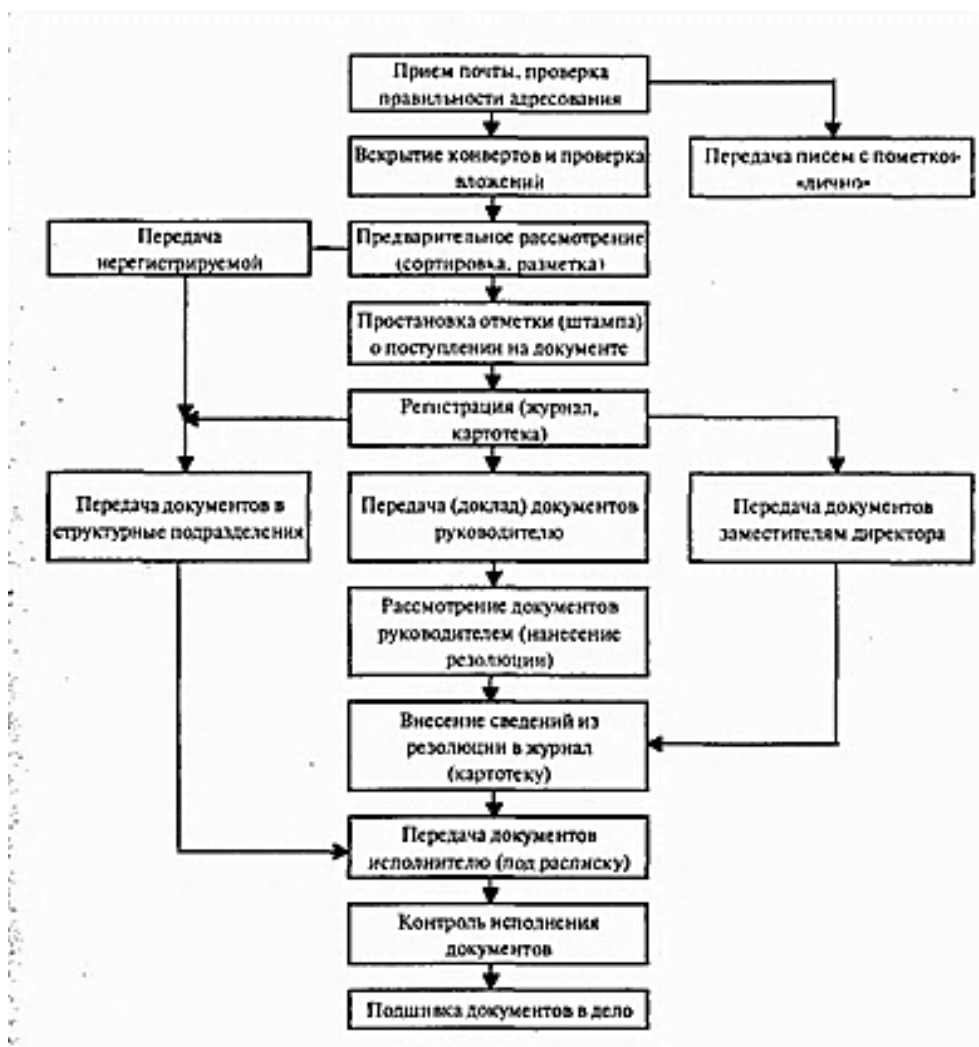 Прием почты, проверка
правильности адресования
Вскрытие конвертов и проверка
вложений
Передача писем с пометкой
«лично»
Передача
нерегистрируемой
Предварительное рассмотрение
(сортировка, разметка)
Простановка отметки (штампа)
о поступлении на документе
Регистрация (журнал,
картотека)
Передача документов в
структурные подразделения
Передача (доклад) документов
руководителю
Передача документов
заместителям директора
Рассмотрение документов
руководителем (нанесение
резолюции)
Внесение сведений из
резолюции в журнал
(картотеку)
Передача документов
исполнителю (под расписку)
Контроль исполнения
документов
Подшивка документов в дело